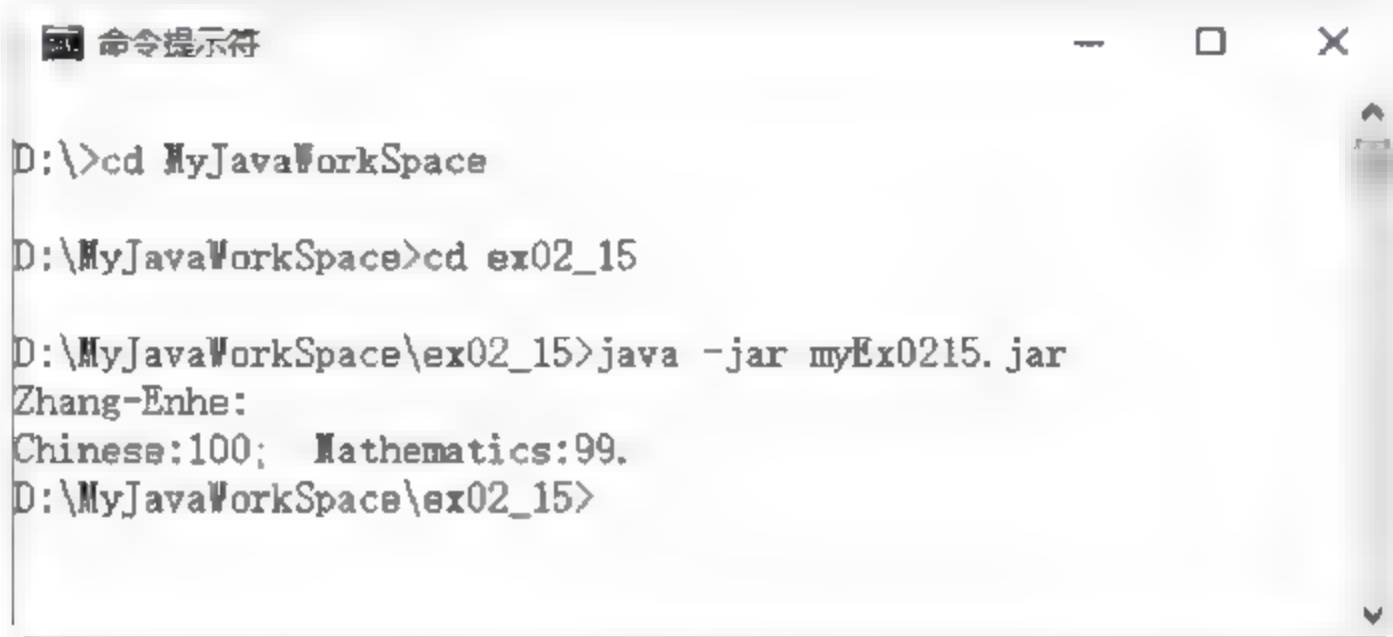 命令提示符
D:\>cd MyJavaWorkSpace
D:\MyJavaWorkSpace>cd ex02_15
D:\MyJavaWorkSpace\ex02_15>java -jar myEx0215.jar
Zhang-Enhe:
Chinese:100;  Mathematics:99.
D:\MyJavaWorkSpace\ex02_15>